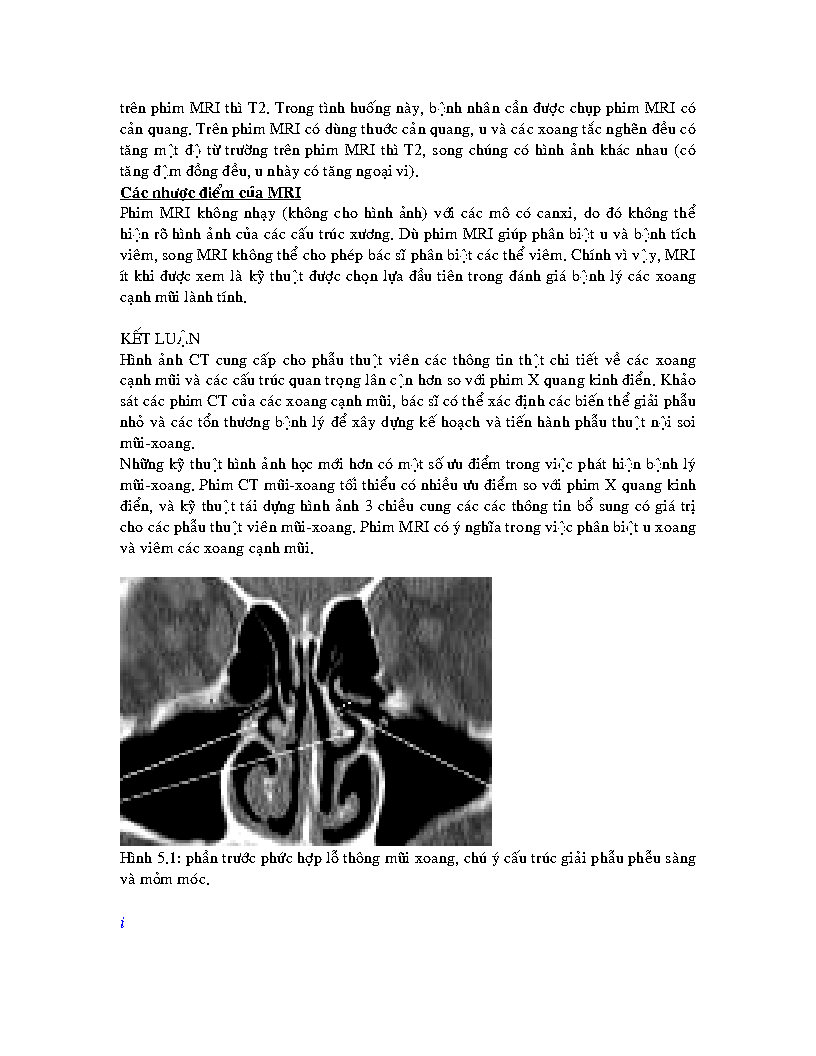 trên phim MRI thì T2. Trong tình huống này, bệnh nhân cần được chụp phim MRI có
cản quang. Trên phim MRI có dùng thuớc cản quang, u và các xoang tắc nghẽn đều có
tăng mật độ từ trường trên phim MRI thì T2, song chúng có hình ảnh khác nhau (có
tăng đậm đồng đều, u nhày có tăng ngoại vi).
Các nhược điểm của MRI
Phim MRI không nhạy (không cho hình ảnh) với các mô có canxi, do đó không thể
hiện rõ hình ảnh của các cấu trúc xương. Dù phim MRI giúp phân biệt u và bệnh tích
viêm, song MRI không thể cho phép bác sĩ phân biệt các thể viêm. Chính vì vậy, MRI
ít khi được xem là kỹ thuật được chọn lựa đầu tiên trong đánh giá bệnh lý các xoang
cạnh mũi lành tính.
KẾT LUẬN
Hình ảnh CT cung cấp cho phẫu thuật viên các thông tin thật chi tiết về các xoang
cạnh mũi và các cấu trúc quan trọng lân cận hơn so với phim X quang kinh điển. Khảo
sát các phim CT của các xoang cạnh mũi, bác sĩ có thể xác định các biến thể giải phẫu
nhỏ và các tổn thương bệnh lý để xây dựng kế hoạch và tiến hành phẫu thuật nội soi
mũi-xoang.
Những kỹ thuật hình ảnh học mới hơn có một số ưu điểm trong việc phát hiện bệnh lý
mũi-xoang. Phim CT mũi-xoang tối thiểu có nhiều ưu điểm so với phim X quang kinh
điển, và kỹ thuật tái dựng hình ảnh 3 chiều cung các các thông tin bổ sung có giá trị
cho các phẫu thuật viên mũi-xoang. Phim MRI có ý nghĩa trong việc phân biệt u xoang
và viêm các xoang cạnh mũi.
Hình 5.1: phần trước phức hợp lỗ thông mũi xoang, chú ý cấu trúc giải phẫu phễu sàng
và mỏm móc.
i